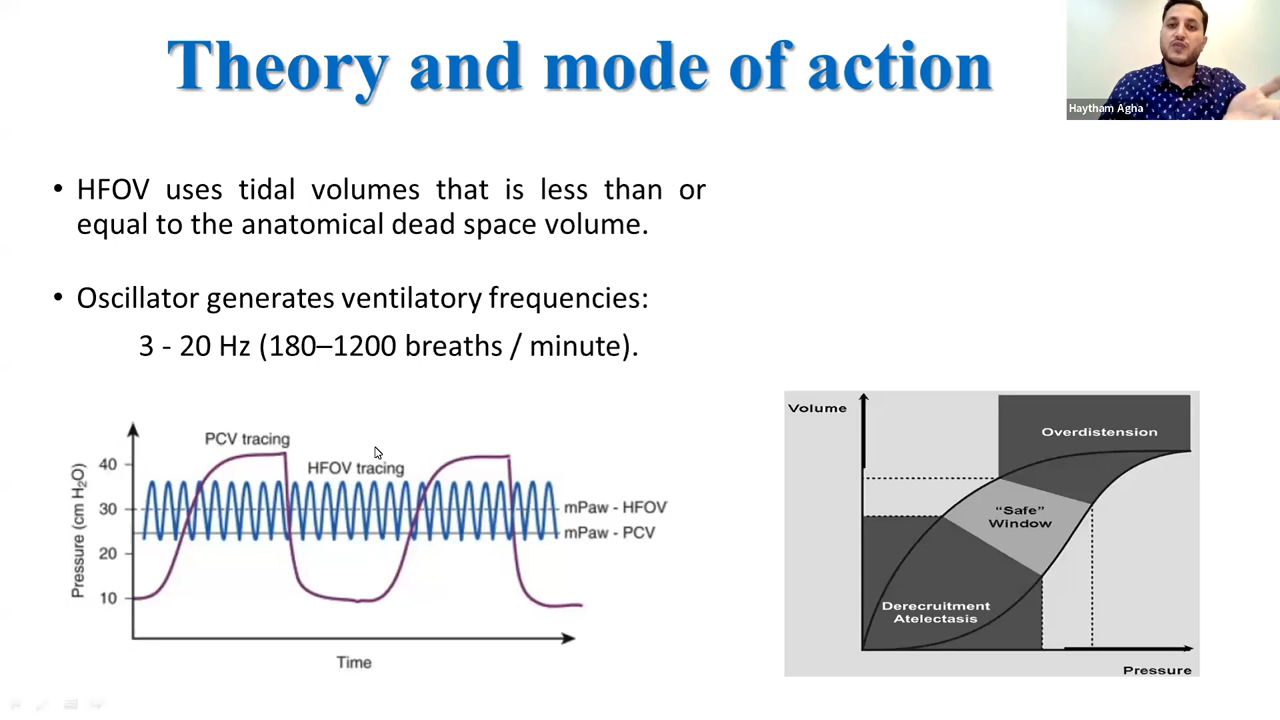 Theory and mode of action
Haytham Agha
• HFOV uses tidal volumes that is less than or
equal to the anatomical dead space volume.
• Oscillator generates ventilatory frequencies:
3 - 20 Hz (180–1200 breaths / minute).
PCV tracing
HFOV tracing
40
30
20
10
Pressure (cm H₂O)
mPaw - HFOV
mPaw - PCV
Time
Volume
Overdistension
“Safe”
Window
Derecruitment
Atelectasis
Pressure